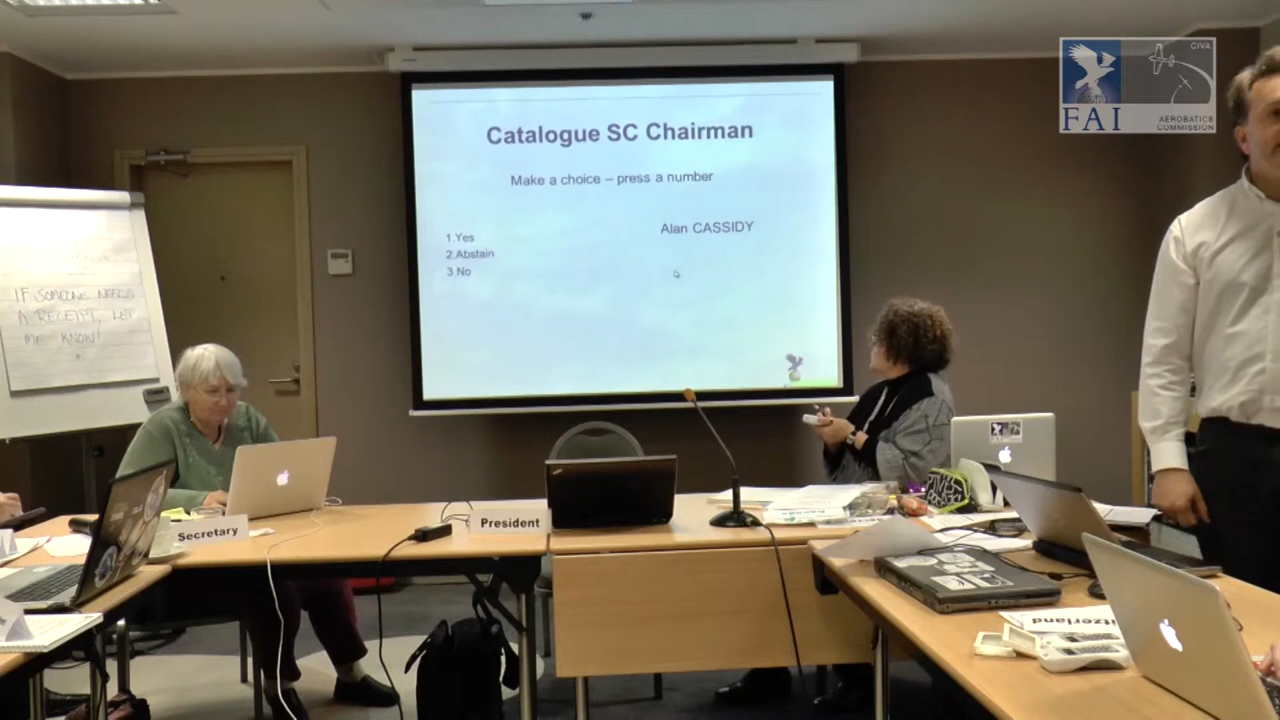 CIVA
FAI
AEROBATICS
COMMISSION
Catalogue SC Chairman
Make a choice – press a number
Alan CASSIDY
1.Yes
2.Abstain
3.No
IF SOMEONE NEEDS
A RECEIPT, LET
ME KNOW!
Secretary
President
itzerland